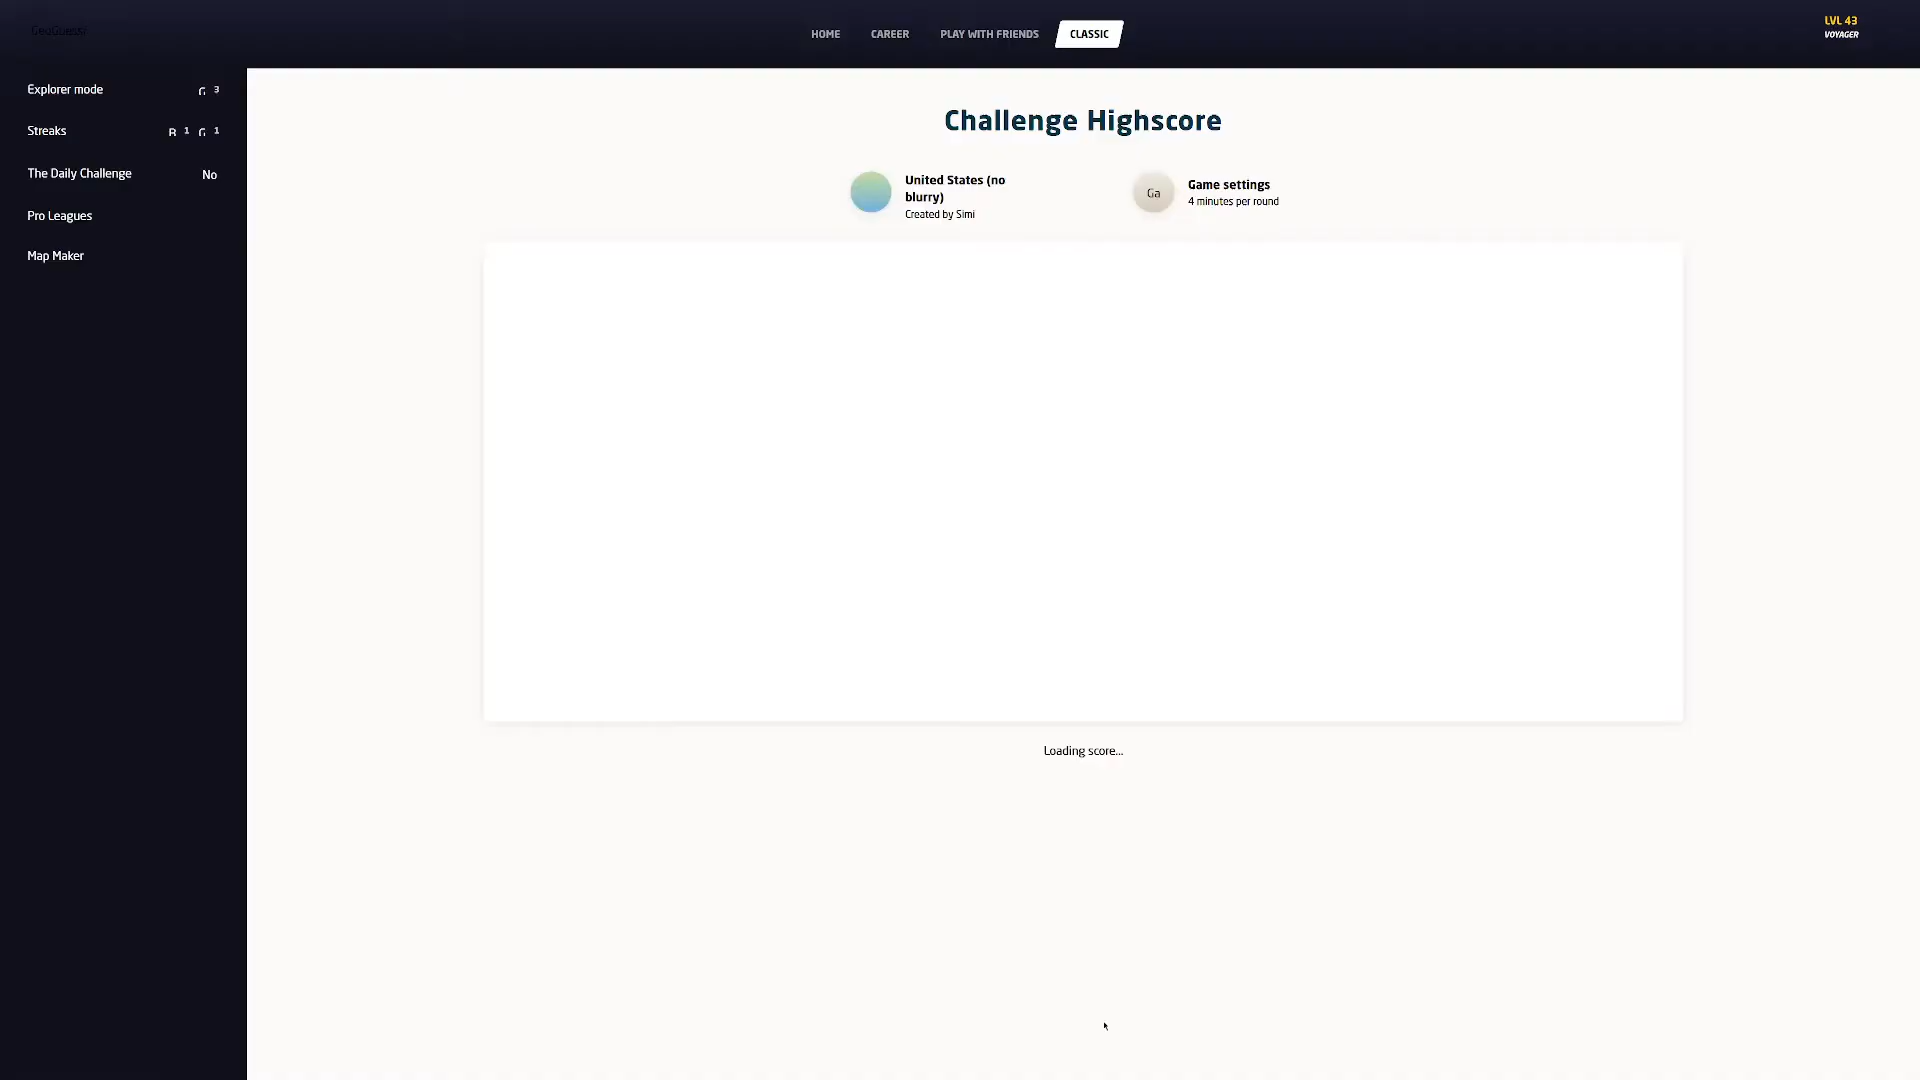 GeoGuessr
HOME
CAREER
PLAY WITH FRIENDS
CLASSIC
LVL 43
VOYAGER
Explorer mode
3
Streaks
1
1
The Daily Challenge
No
Pro Leagues
Map Maker
Challenge Highscore
United States (no
blurry)
Created by Simi
Ga
Game settings
4 minutes per round
Loading score...